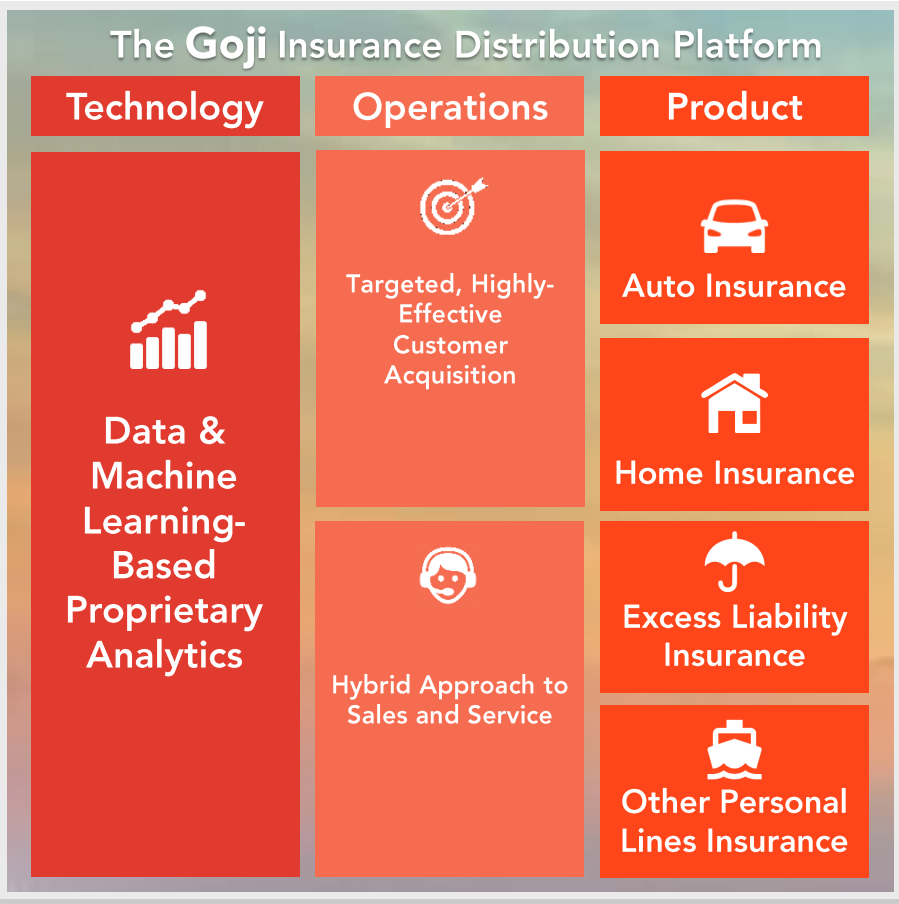 The Goji Insurance Distribution Platform
Technology
Operations
Product
Data &
Machine
Learning-
Based
Proprietary
Analytics
Targeted, Highly-
Effective
Customer
Acquisition
Hybrid Approach to
Sales and Service
Auto Insurance
Home Insurance
Excess Liability
Insurance
Other Personal
Lines Insurance